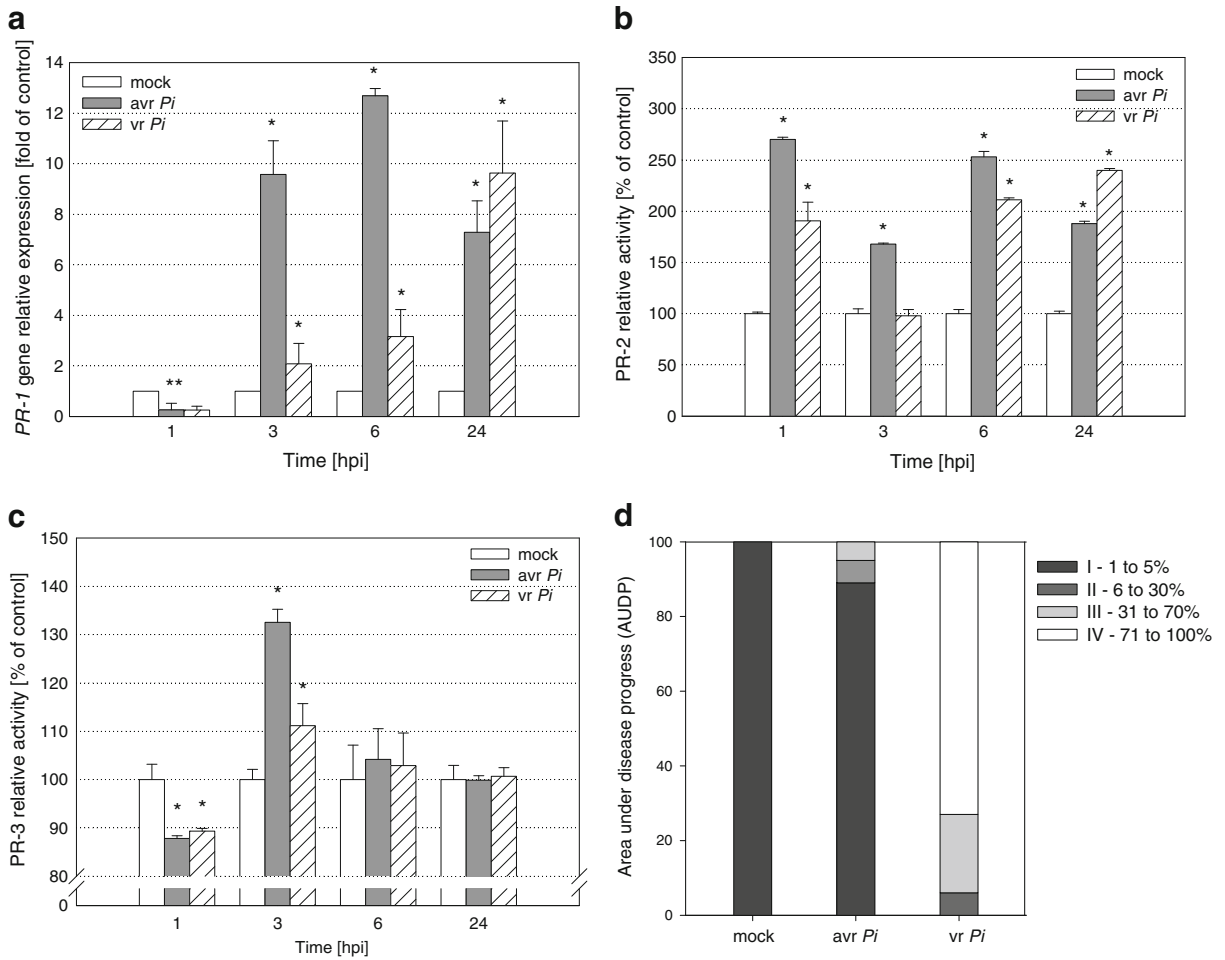 a
PR-1 gene relative expression [fold of control]
14
12
10
8
6
4
2
0
mock
avr Pi
vr Pi
**
*
*
*
*
*
*
1
3
6
24
Time [hpi]
b
PR-2 relative activity [% of control]
350
300
250
200
150
100
50
0
mock
avr Pi
vr Pi
*
*
*
*
*
*
*
1
3
6
24
Time [hpi]
c
PR-3 relative activity [% of control]
150
140
130
120
110
100
90
80
0
mock
avr Pi
vr Pi
*
*
*
*
1
3
6
24
Time [hpi]
d
Area under disease progress (AUDP)
100
80
60
40
20
0
mock
avr Pi
vr Pi
I - 1 to 5%
II - 6 to 30%
III - 31 to 70%
IV - 71 to 100%